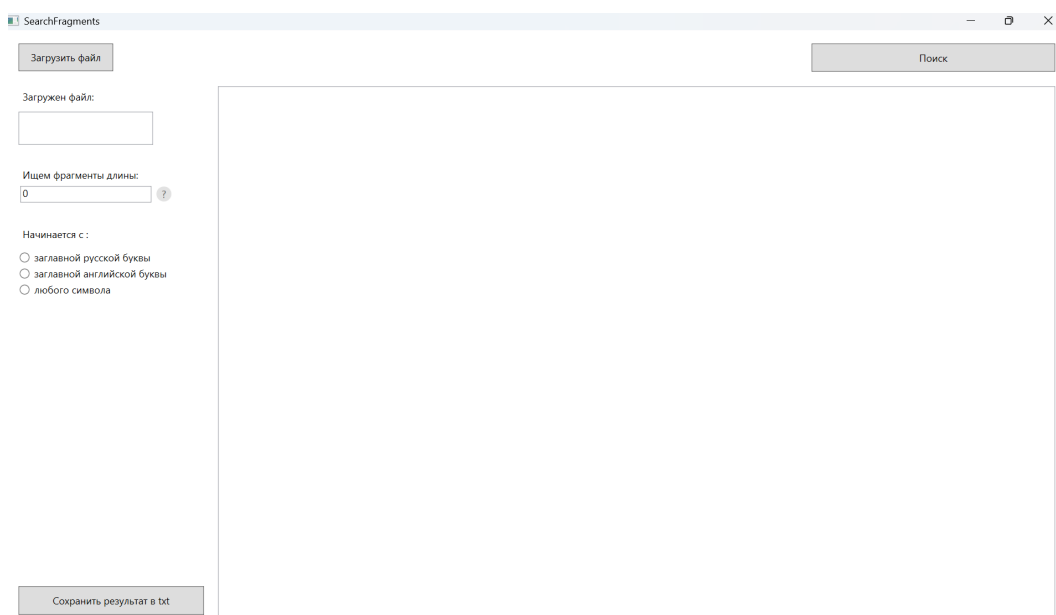 SearchFragments
Загрузить файл
Поиск
Загружен файл:
Ищем фрагменты длины:
0
?
Начинается с :
заглавной русской буквы
заглавной английской буквы
любого символа
Сохранить результат в txt